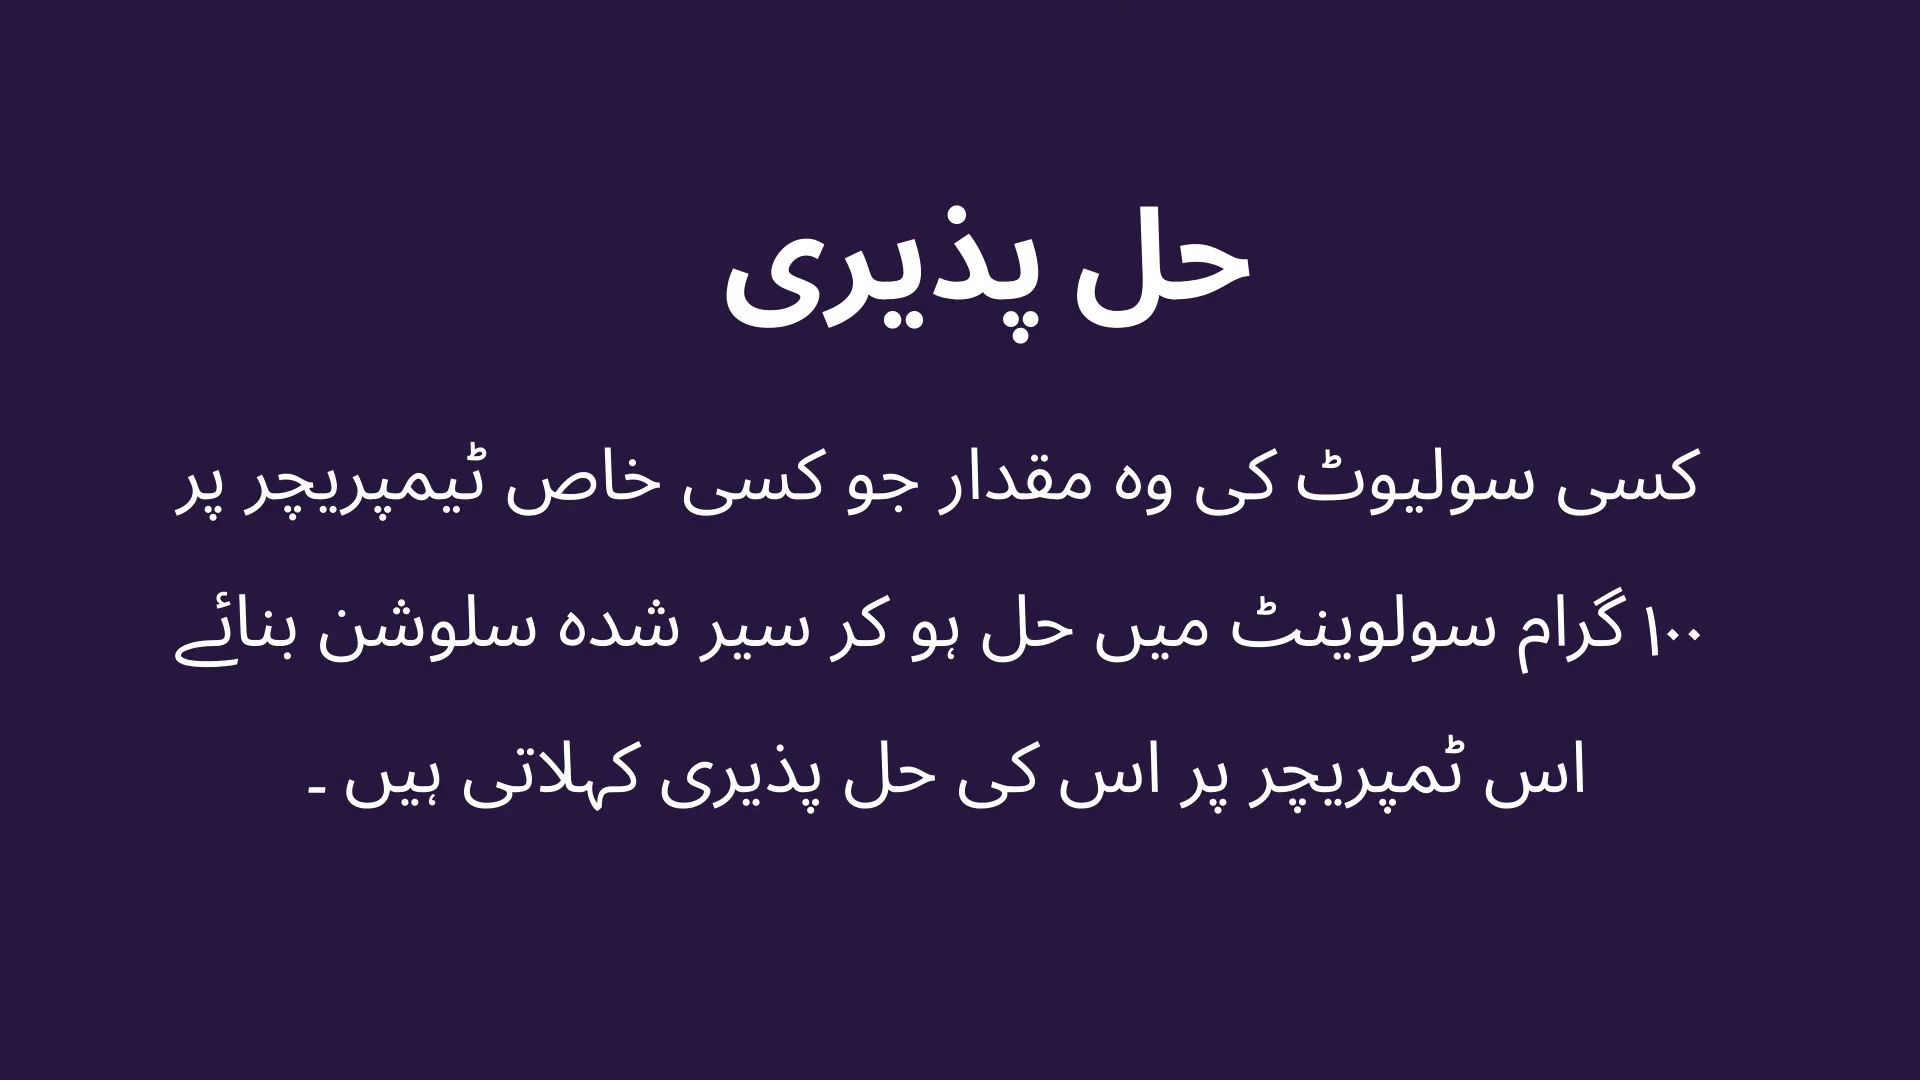 حل پذیری
کسی سولیوٹ کی وہ مقدار جو کسی خاص ٹیمپریچر پر
۱۰۰ گرام سولوینٹ میں حل ہو کر سیر شدہ سلوشن بنائے
اس ٹمپریچر پر اس کی حل پذیری کہلاتی ہیں ۔